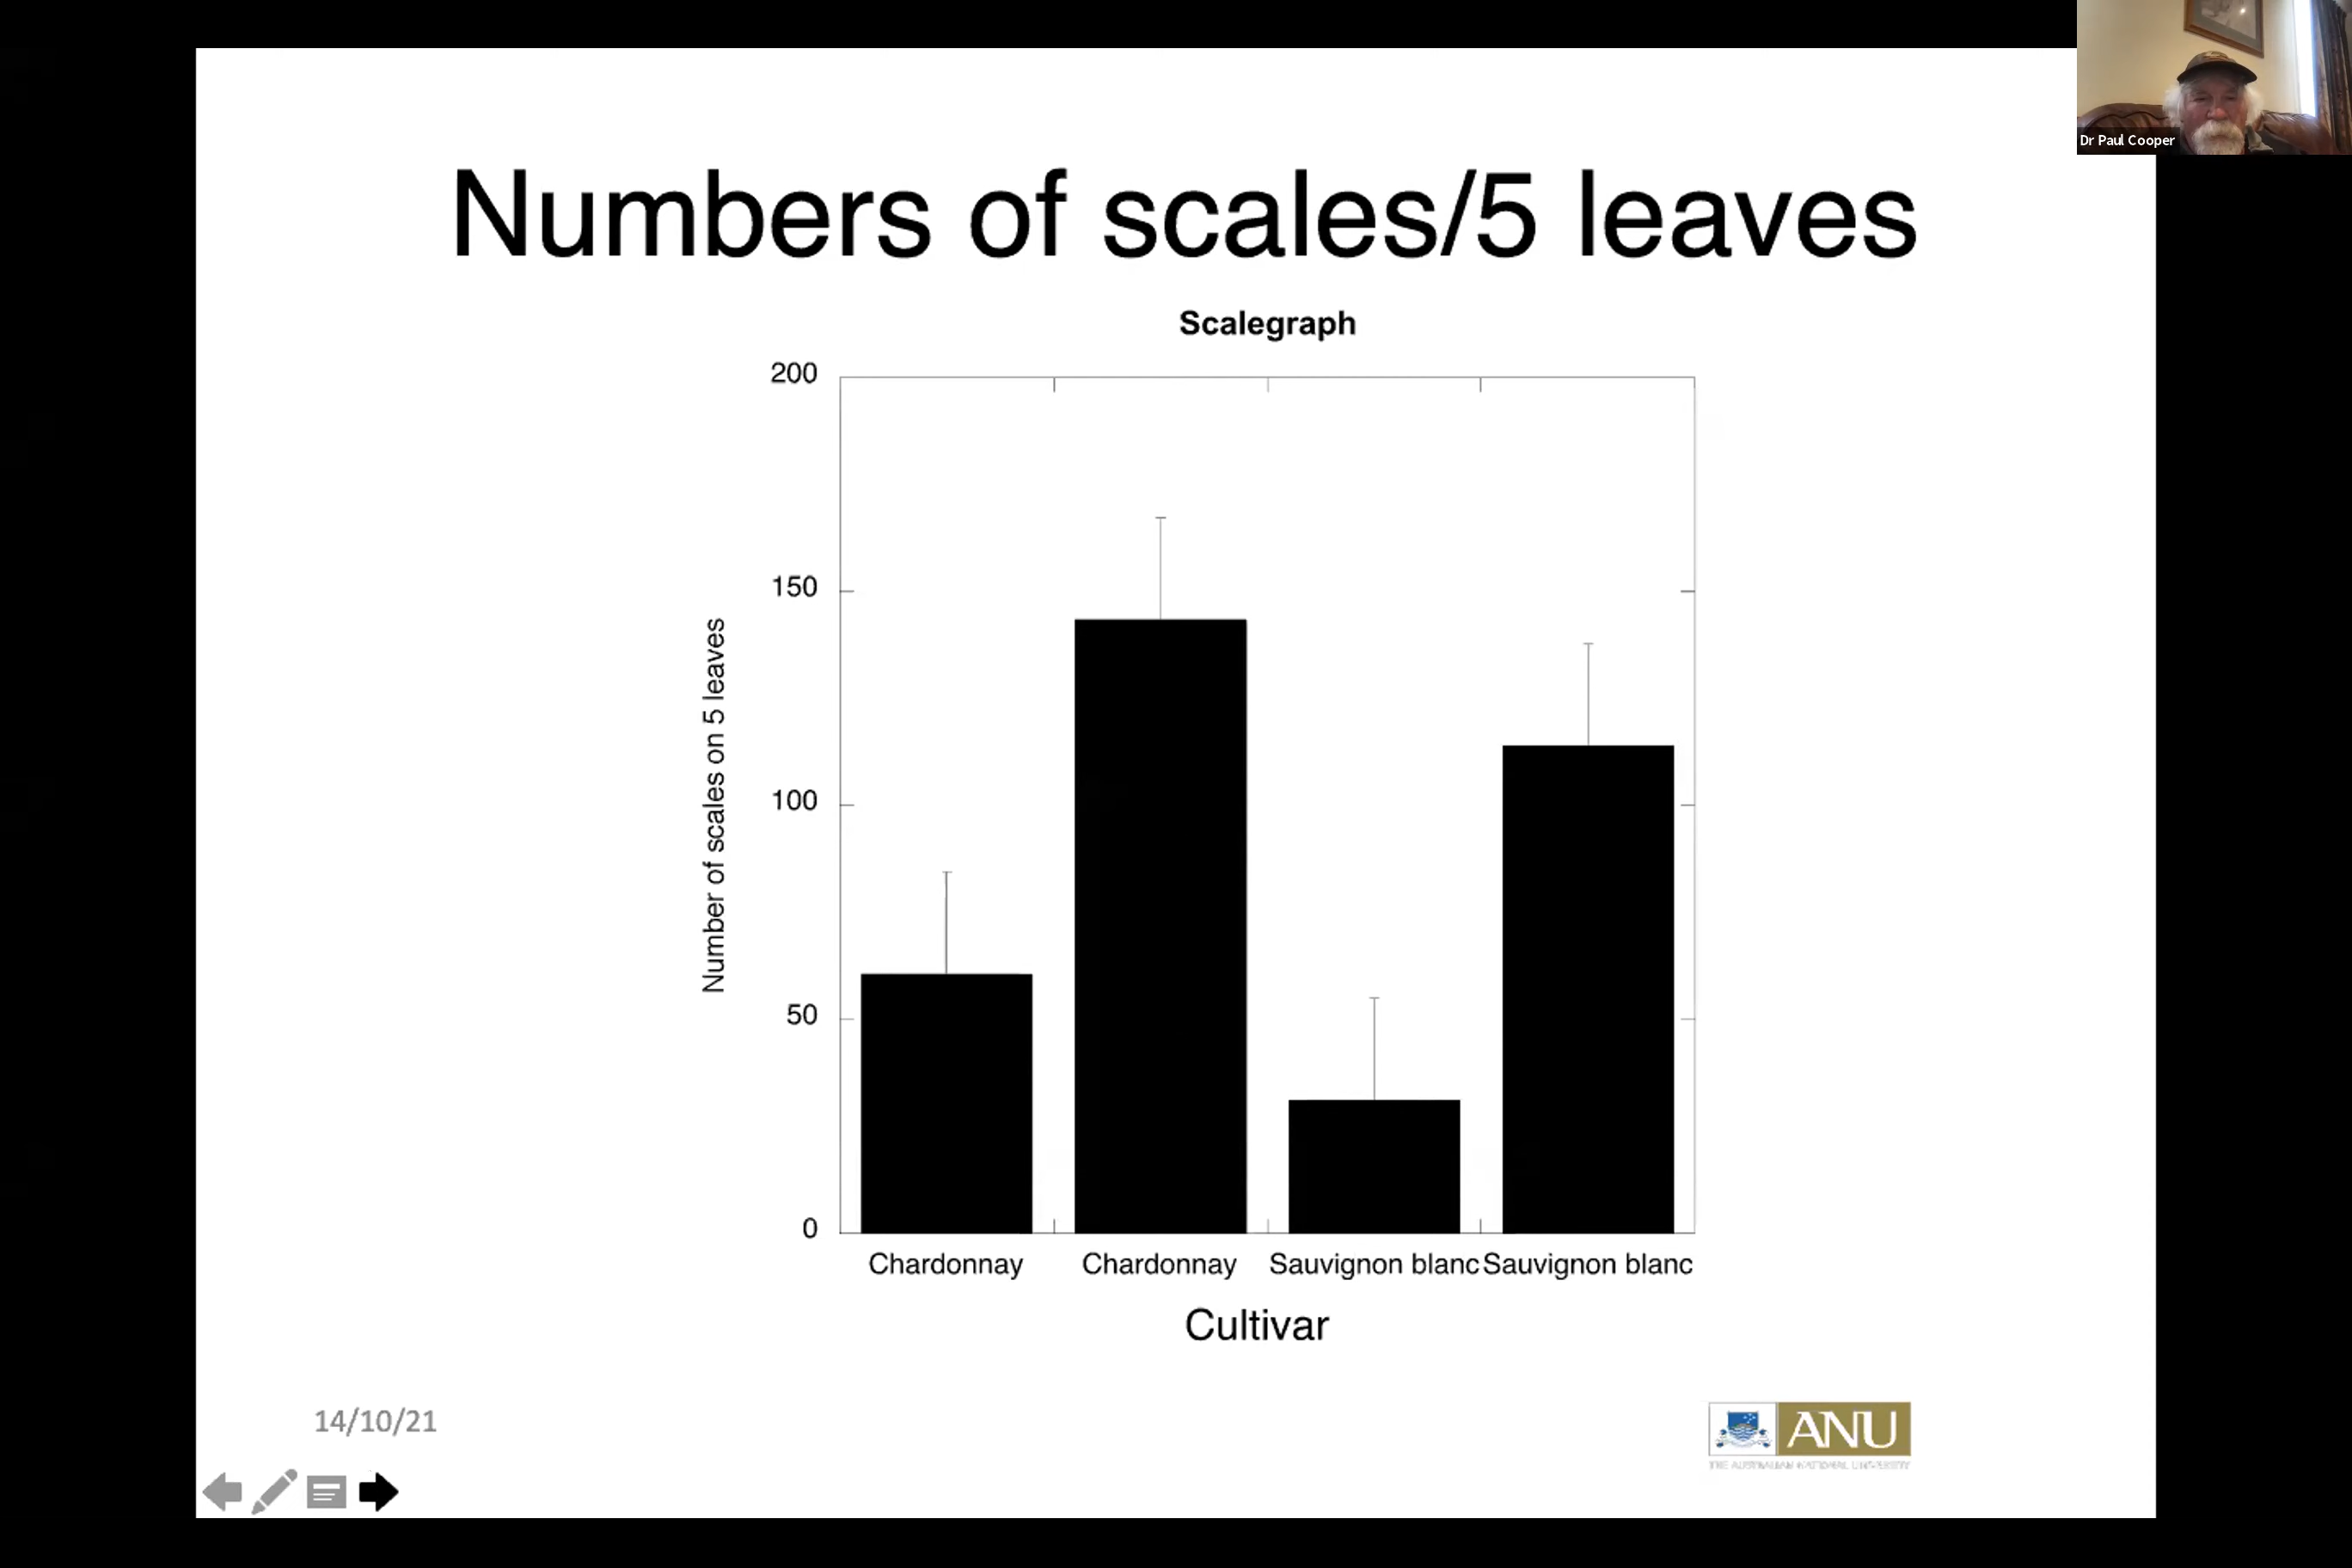 Dr Paul Cooper
Numbers of scales/5 leaves
Scalegraph
200
150
100
50
0
Number of scales on 5 leaves
Chardonnay Chardonnay Sauvignon blanc Sauvignon blanc
Cultivar
14/10/21
ANU
THE AUSTRALIAN NATIONAL UNIVERSITY